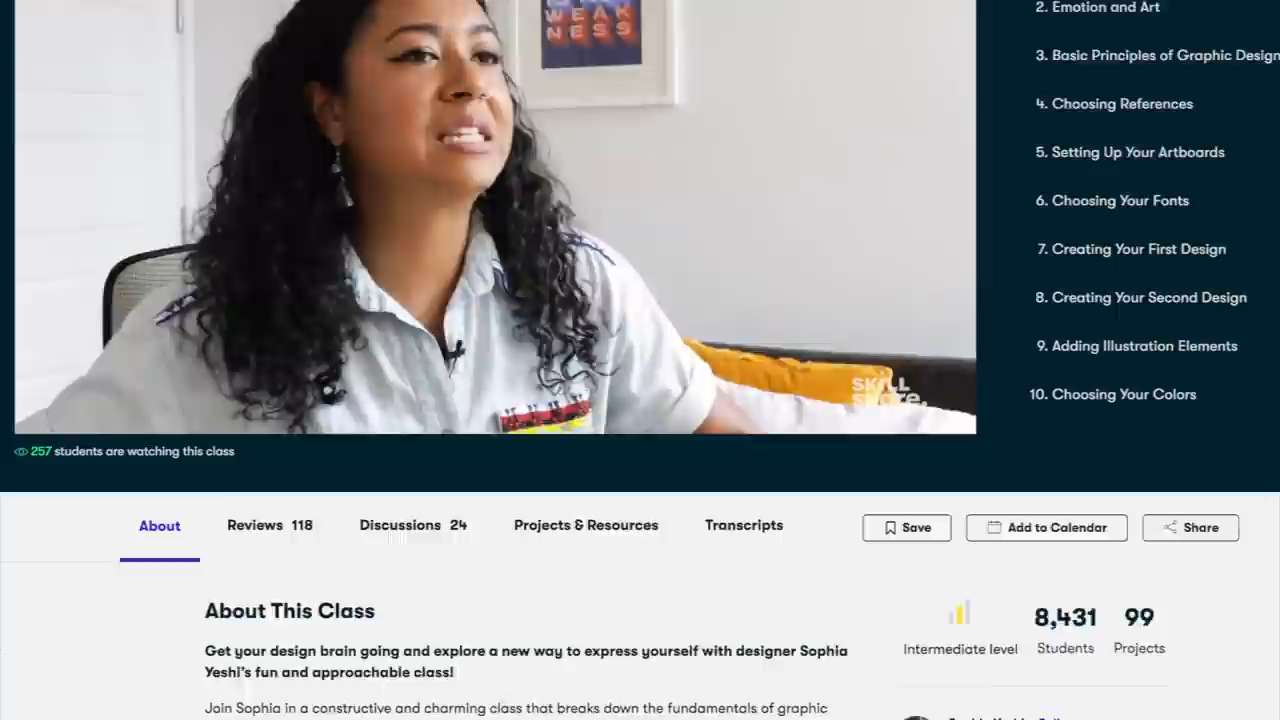 WEAK
NESS
SKILL
share.
257 students are watching this class
2. Emotion and Art
3. Basic Principles of Graphic Design
4. Choosing References
5. Setting Up Your Artboards
6. Choosing Your Fonts
7. Creating Your First Design
8. Creating Your Second Design
9. Adding Illustration Elements
10. Choosing Your Colors
About Reviews 118 Discussions 24 Projects & Resources Transcripts Save Add to Calendar Share
About This Class
Get your design brain going and explore a new way to express yourself with designer Sophia
Yeshi's fun and approachable class!
Join Sophia in a constructive and charming class that breaks down the fundamentals of graphic
8,431 99
Intermediate level Students Projects